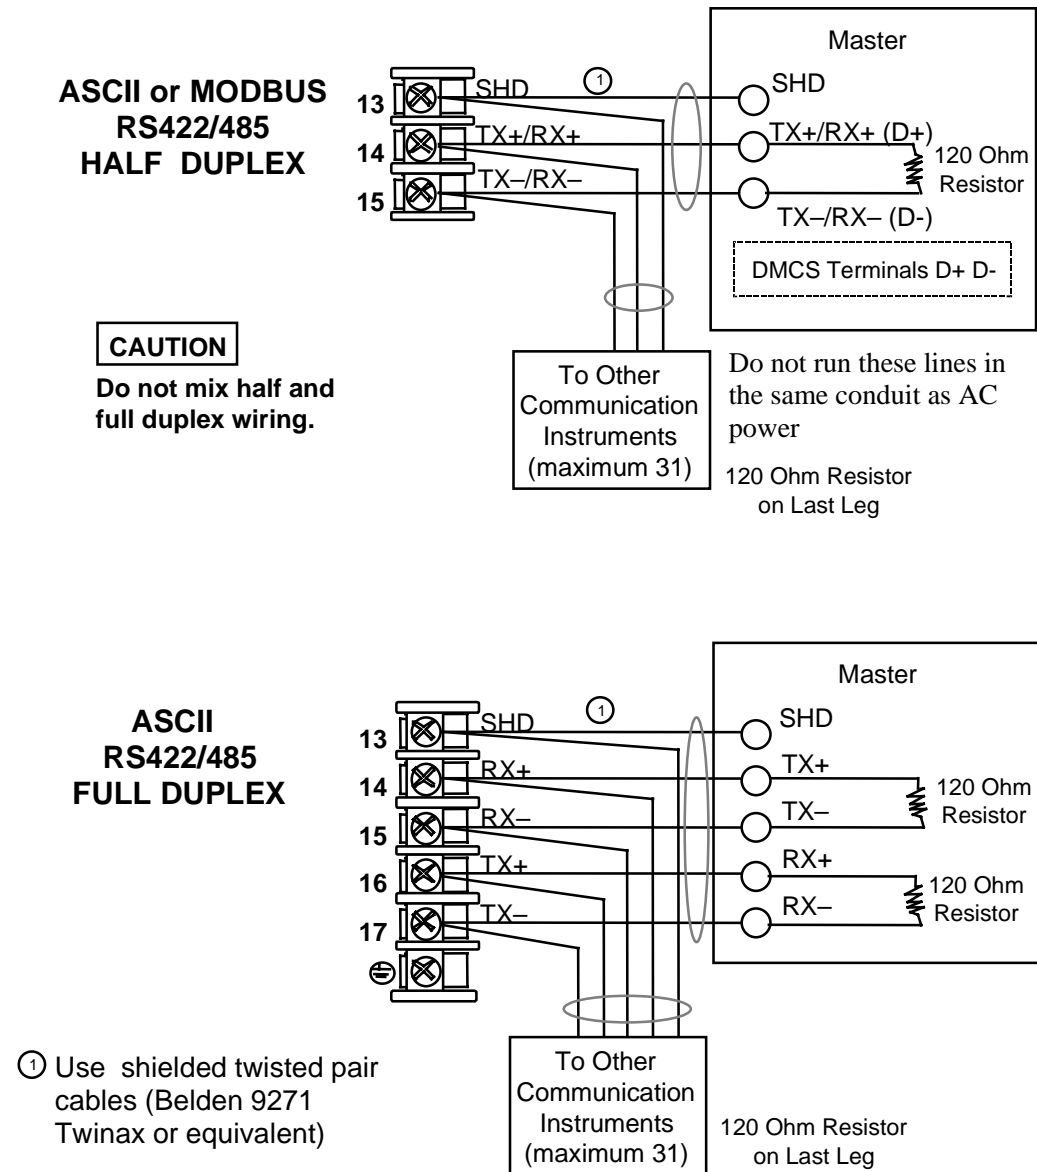 ASCII or MODBUS
RS422/485
HALF DUPLEX
13
14
15
SHD
TX+/RX+
TX–/RX–
1
Master
SHD
TX+/RX+ (D+)
120 Ohm
Resistor
TX–/RX– (D-)
DMCS Terminals D+ D-
CAUTION
Do not mix half and
full duplex wiring.
To Other
Communication
Instruments
(maximum 31)
Do not run these lines in
the same conduit as AC
power
120 Ohm Resistor
on Last Leg
ASCII
RS422/485
FULL DUPLEX
13
14
15
16
17
SHD
RX+
RX–
TX+
TX–
1
Master
SHD
TX+
TX–
120 Ohm
Resistor
RX+
RX–
120 Ohm
Resistor
1 Use shielded twisted pair
cables (Belden 9271
Twinax or equivalent)
To Other
Communication
Instruments
(maximum 31)
120 Ohm Resistor
on Last Leg